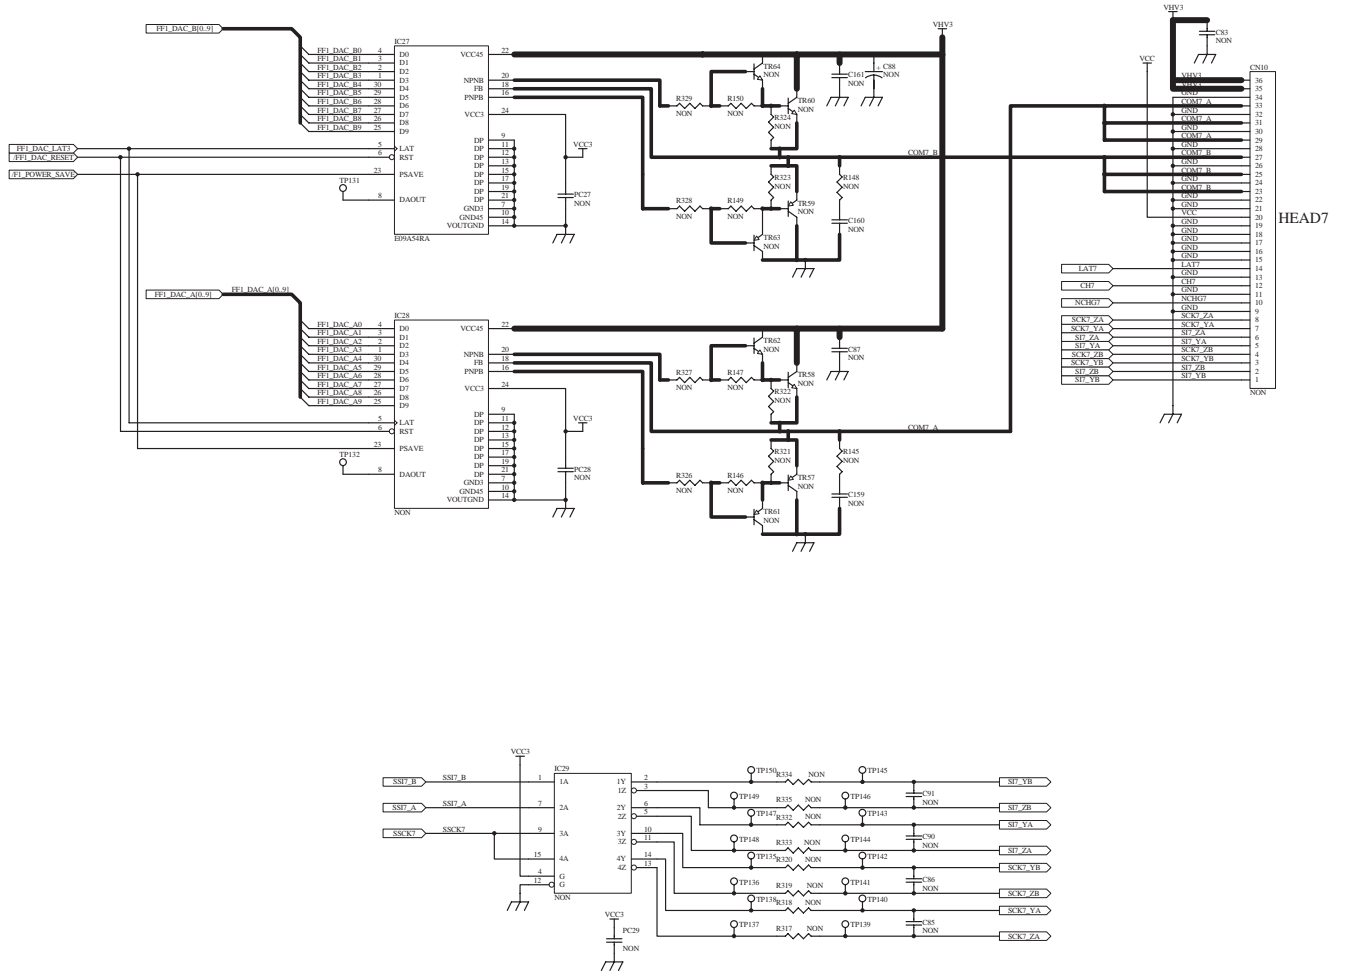 FF1_DAC_B[0..9]
FF1_DAC_LAT3
/FF1_DAC_RESET
/F1_POWER_SAVE
IC27
FF1_DAC_B0 4 D0
FF1_DAC_B1 3 D1
FF1_DAC_B2 2 D2
FF1_DAC_B3 1 D3
FF1_DAC_B4 30 D4
FF1_DAC_B5 29 D5
FF1_DAC_B6 28 D6
FF1_DAC_B7 27 D7
FF1_DAC_B8 26 D8
FF1_DAC_B9 25 D9
5 LAT
6 RST
23 PSAVE
TP131
8 DAOUT
VCC45 22
NPNB 20
FB 18
PNPB 16
VCC3 24
DP 9
DP 11
DP 12
DP 13
DP 15
DP 17
DP 19
DP 21
GND3 7
GND45 10
VOUTGND 14
E09A54RA
VCC3
PC27
NON
R329
NON
R150
NON
TR64
NON
TR60
NON
R324
NON
R323
NON
R328
NON
R149
NON
TR59
NON
TR63
NON
R148
NON
C160
NON
C161
NON
+
C88
NON
VHV3
COM7_B
FF1_DAC_A[0..9]
FF1_DAC_A[0..9]
IC28
FF1_DAC_A0 4 D0
FF1_DAC_A1 3 D1
FF1_DAC_A2 2 D2
FF1_DAC_A3 1 D3
FF1_DAC_A4 30 D4
FF1_DAC_A5 29 D5
FF1_DAC_A6 28 D6
FF1_DAC_A7 27 D7
FF1_DAC_A8 26 D8
FF1_DAC_A9 25 D9
5 LAT
6 RST
23 PSAVE
TP132
8 DAOUT
VCC45 22
NPNB 20
FB 18
PNPB 16
VCC3 24
DP 9
DP 11
DP 12
DP 13
DP 15
DP 17
DP 19
DP 21
GND3 7
GND45 10
VOUTGND 14
NON
VCC3
PC28
NON
R327
NON
R147
NON
TR62
NON
TR58
NON
R322
NON
R321
NON
R326
NON
R146
NON
TR57
NON
TR61
NON
R145
NON
C159
NON
C87
NON
COM7_A
VHV3
C83
NON
VCC
CN10
VHV3 36
VHV3 35
GND 34
COM7_A 33
GND 32
COM7_A 31
GND 30
COM7_A 29
GND 28
COM7_B 27
GND 26
COM7_B 25
GND 24
COM7_B 23
GND 22
GND 21
VCC 20
GND 19
GND 18
GND 17
GND 16
GND 15
LAT7 LAT7 14
GND 13
CH7 CH7 12
GND 11
NCHG7 NCHG7 10
GND 9
SCK7_ZA SCK7_ZA 8
SCK7_YA SCK7_YA 7
SI7_ZA SI7_ZA 6
SI7_YA SI7_YA 5
SCK7_ZB SCK7_ZB 4
SCK7_YB SCK7_YB 3
SI7_ZB SI7_ZB 2
SI7_YB SI7_YB 1
NON
HEAD7
VCC3
IC29
SSI7_B SSI7_B 1 1A
SSI7_A SSI7_A 7 2A
SSCK7 SSCK7 9 3A
15 4A
4 G
12 G
NON
1Y 2
1Z 3
2Y 6
2Z 5
3Y 10
3Z 11
4Y 14
4Z 13
VCC3
PC29
NON
TP150 R334 NON TP145 SI7_YB
C91
NON
TP149 R335 NON TP146 SI7_ZB
TP147 R332 NON TP143 SI7_YA
C90
NON
TP148 R333 NON TP144 SI7_ZA
TP135 R320 NON TP142 SCK7_YB
C86
NON
TP136 R319 NON TP141 SCK7_ZB
TP138 R318 NON TP140 SCK7_YA
C85
NON
TP137 R317 NON TP139 SCK7_ZA